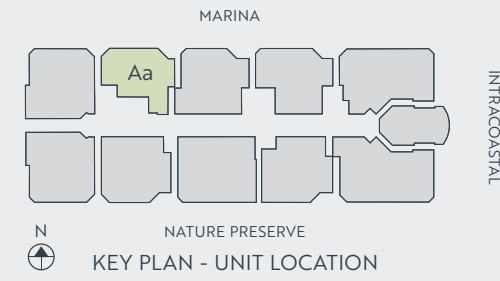 MARINA
Aa
INTRACOASTAL
N
NATURE PRESERVE
KEY PLAN - UNIT LOCATION